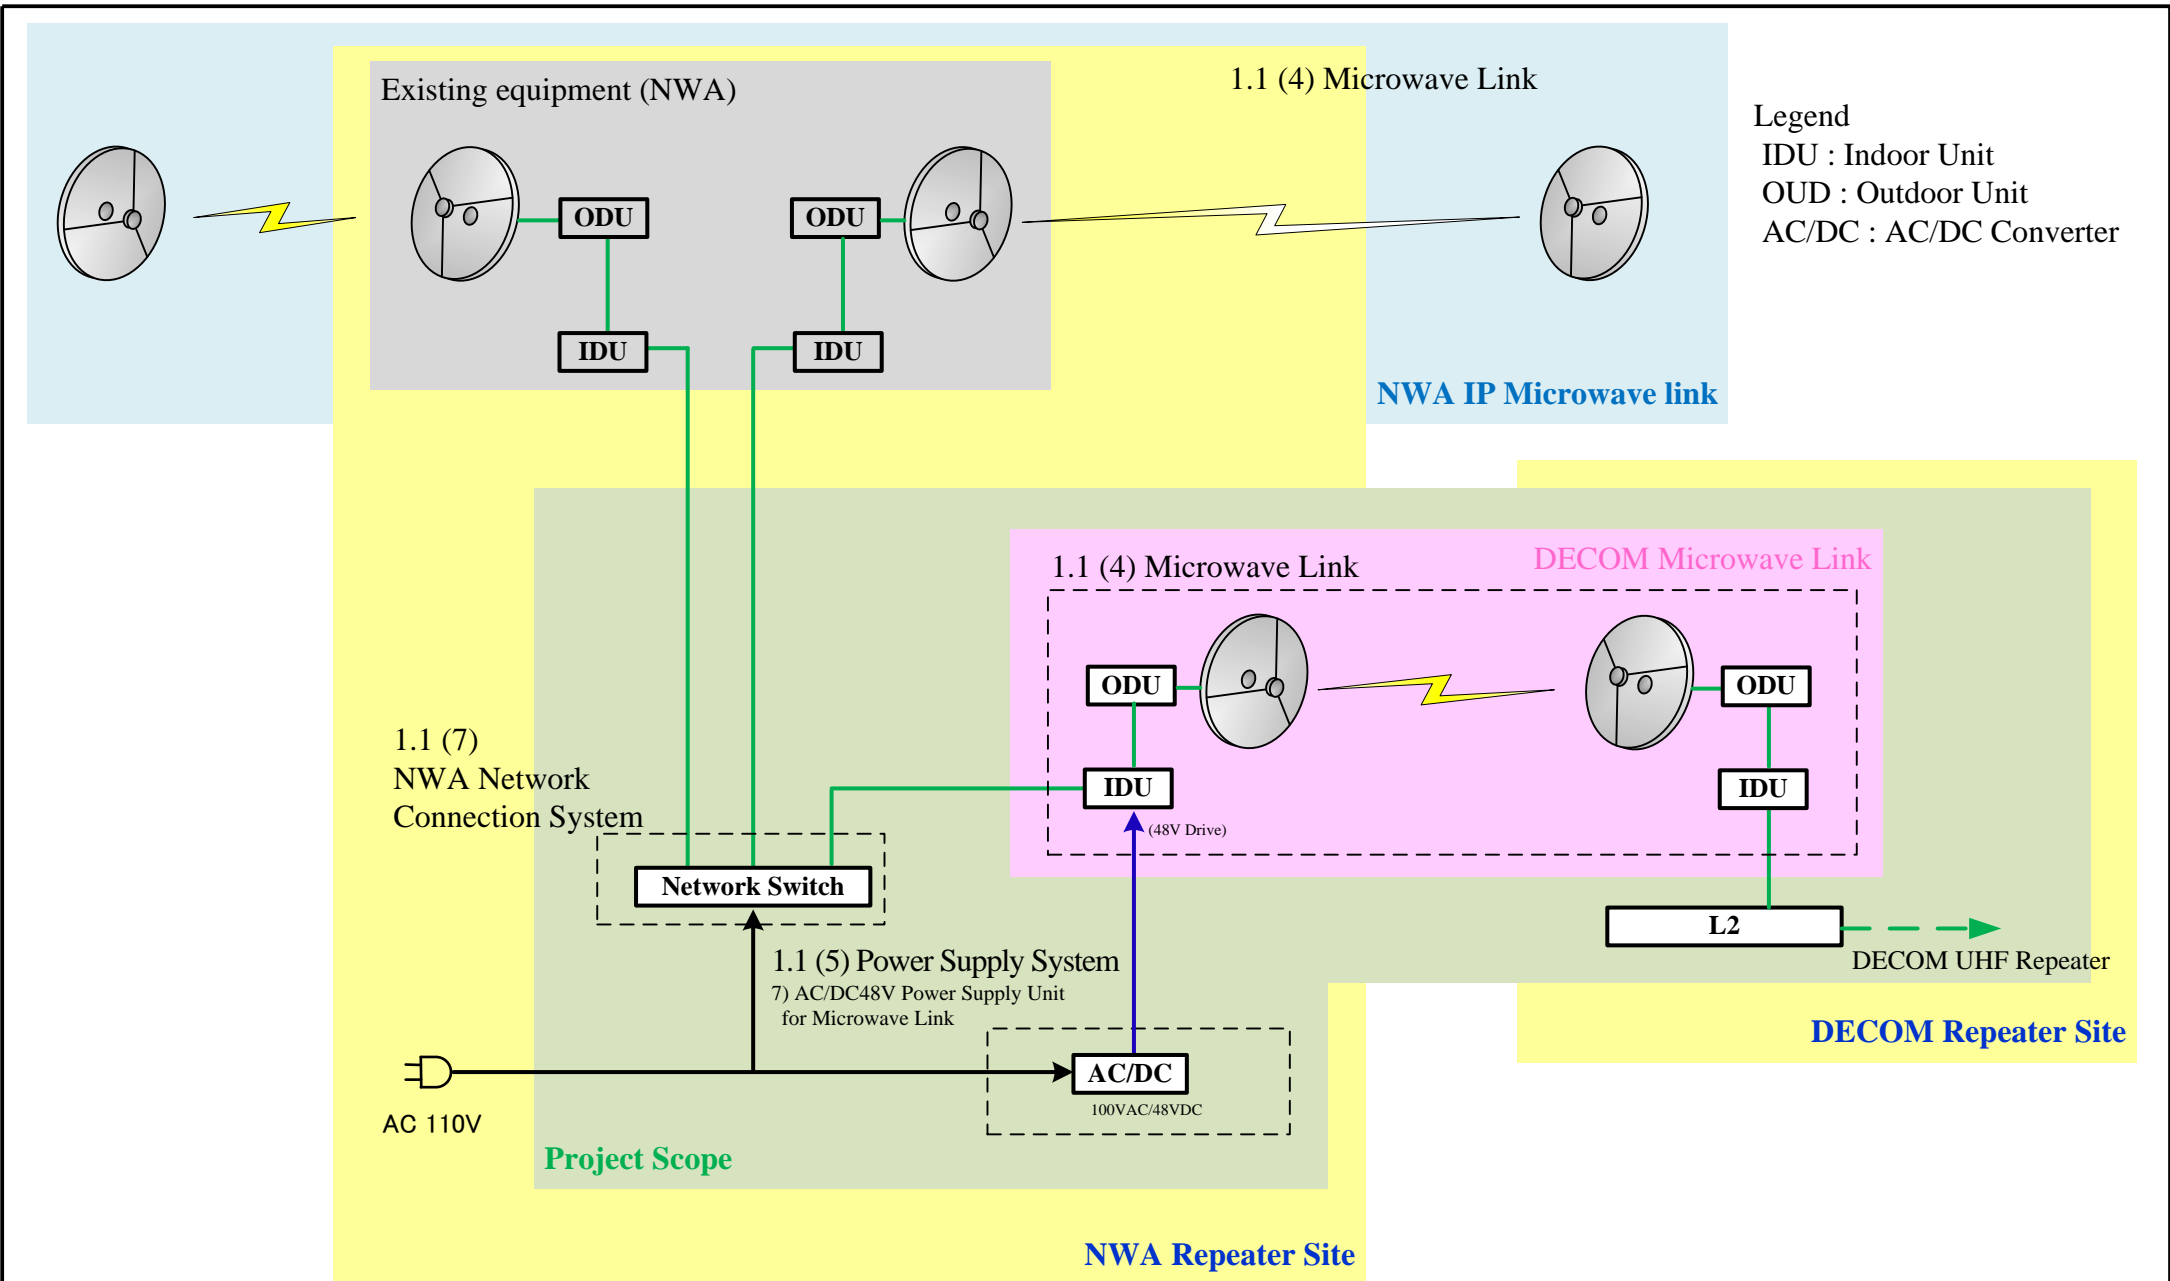 Existing equipment (NWA)
1.1 (4) Microwave Link
Legend
IDU : Indoor Unit
OUD : Outdoor Unit
AC/DC : AC/DC Converter
ODU
ODU
IDU
IDU
NWA IP Microwave link
DECOM Microwave Link
1.1 (4) Microwave Link
ODU
ODU
IDU
IDU
(48V Drive)
1.1 (7)
NWA Network
Connection System
Network Switch
L2
DECOM UHF Repeater
1.1 (5) Power Supply System
7) AC/DC48V Power Supply Unit
for Microwave Link
DECOM Repeater Site
AC/DC
100VAC/48VDC
AC 110V
Project Scope
NWA Repeater Site